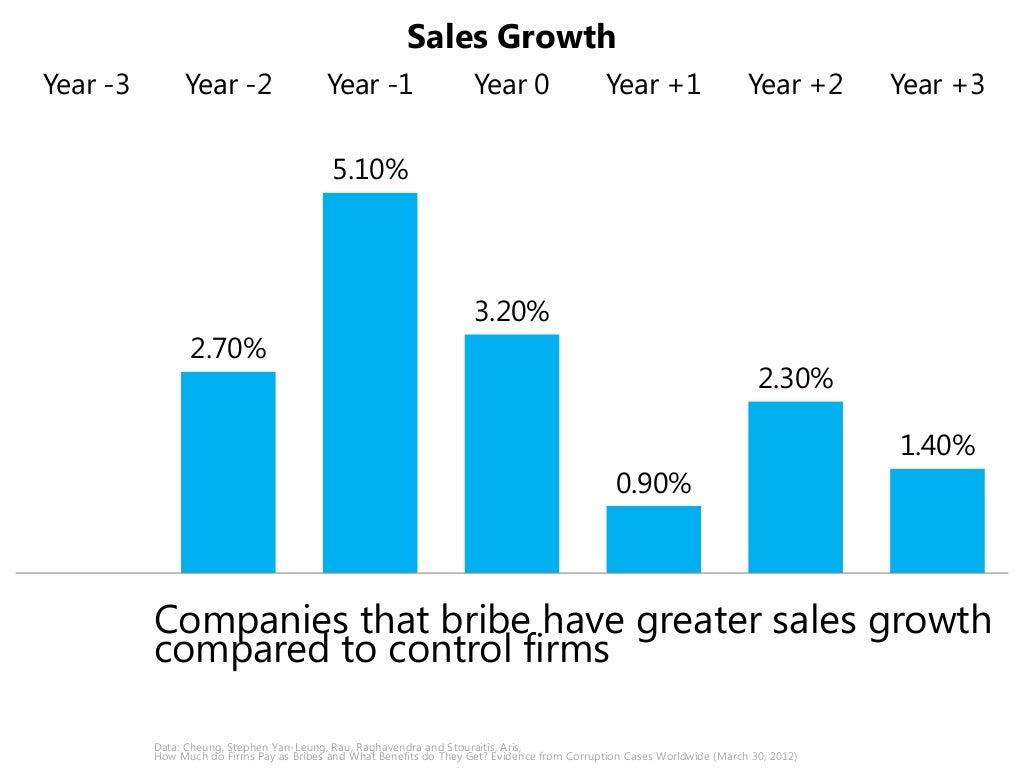 Sales Growth
Year -3 Year -2 Year -1 Year 0 Year +1 Year +2 Year +3
5.10%
3.20%
2.70%
2.30%
1.40%
0.90%
Companies that bribe have greater sales growth
compared to control firms
Data: Cheung, Stephen Yan-Leung, Rau, Raghavendra and Stouraitis, Aris,
How Much do Firms Pay as Bribes and What Benefits do They Get? Evidence from Corruption Cases Worldwide (March 30, 2012)